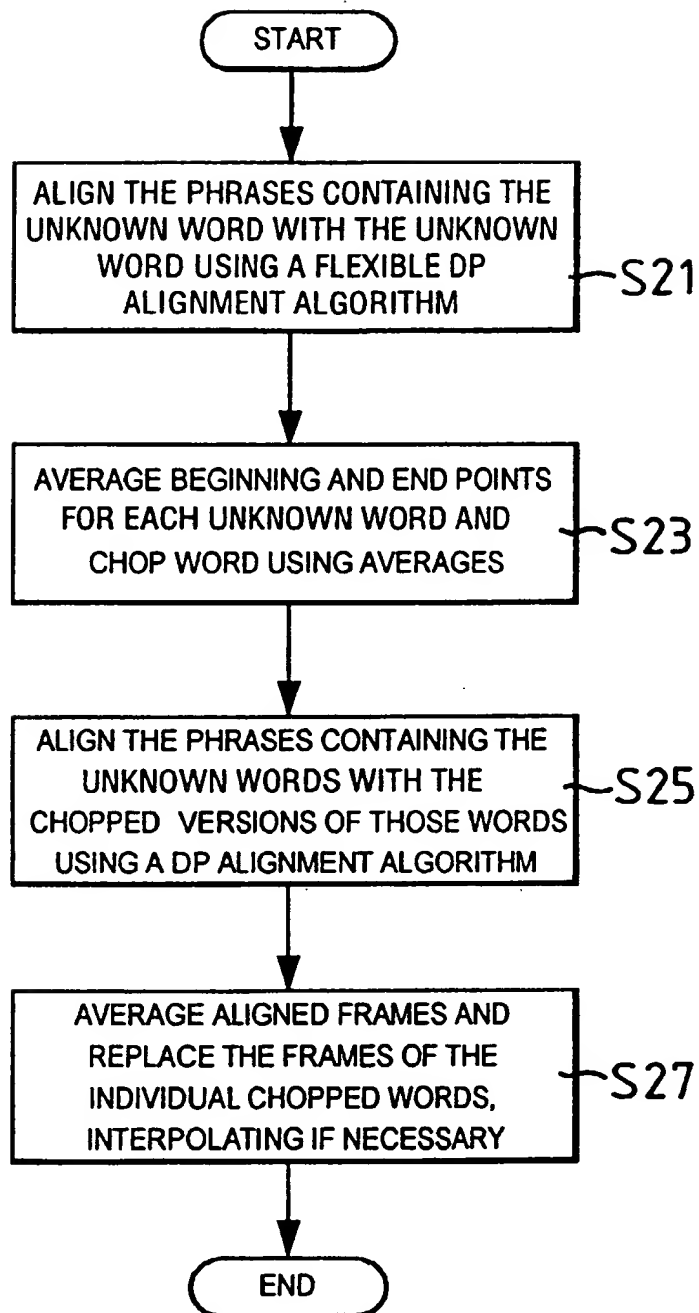 START
ALIGN THE PHRASES CONTAINING THE
UNKNOWN WORD WITH THE UNKNOWN
WORD USING A FLEXIBLE DP
ALIGNMENT ALGORITHM
S21
AVERAGE BEGINNING AND END POINTS
FOR EACH UNKNOWN WORD AND
CHOP WORD USING AVERAGES
S23
ALIGN THE PHRASES CONTAINING THE
UNKNOWN WORDS WITH THE
CHOPPED VERSIONS OF THOSE WORDS
USING A DP ALIGNMENT ALGORITHM
S25
AVERAGE ALIGNED FRAMES AND
REPLACE THE FRAMES OF THE
INDIVIDUAL CHOPPED WORDS,
INTERPOLATING IF NECESSARY
S27
END